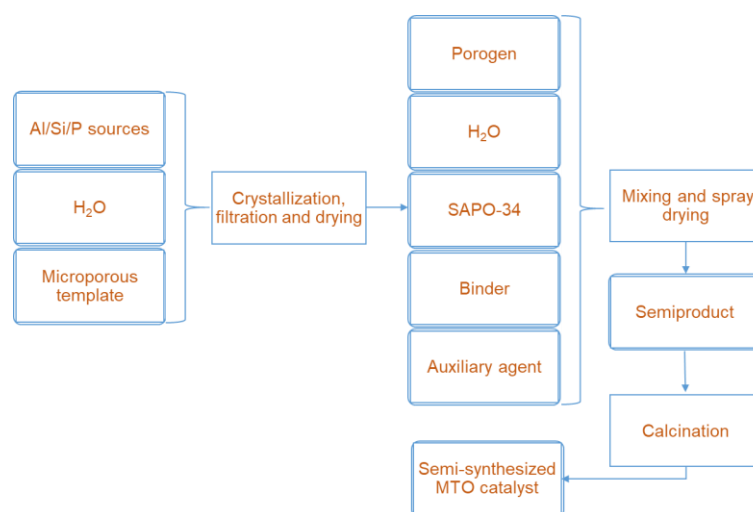 Al/Si/P sources
H₂O
Microporous
template
Crystallization,
filtration and drying
Porogen
H₂O
SAPO-34
Binder
Auxiliary agent
Mixing and spray
drying
Semiproduct
Calcination
Semi-synthesized
MTO catalyst